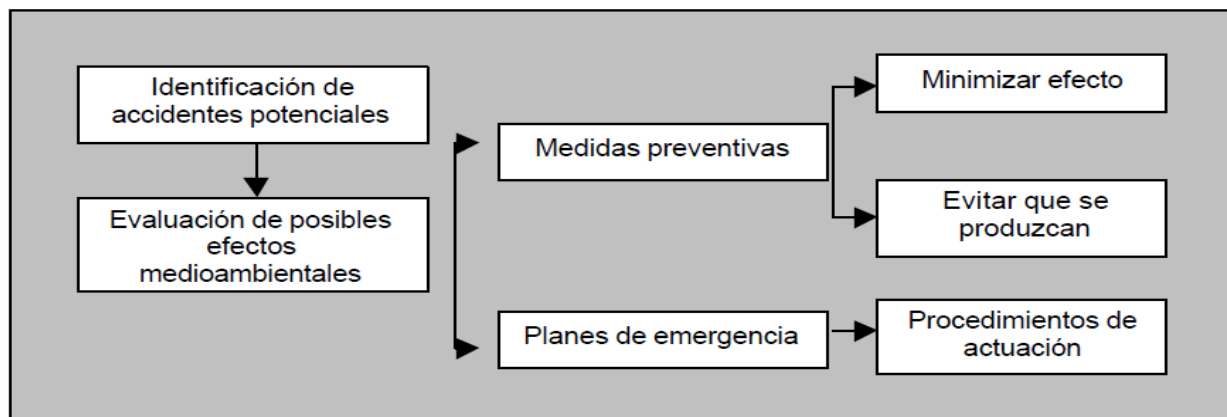 Identificación de
accidentes potenciales
Evaluación de posibles
efectos
medioambientales
Medidas preventivas
Planes de emergencia
Minimizar efecto
Evitar que se
produzcan
Procedimientos de
actuación